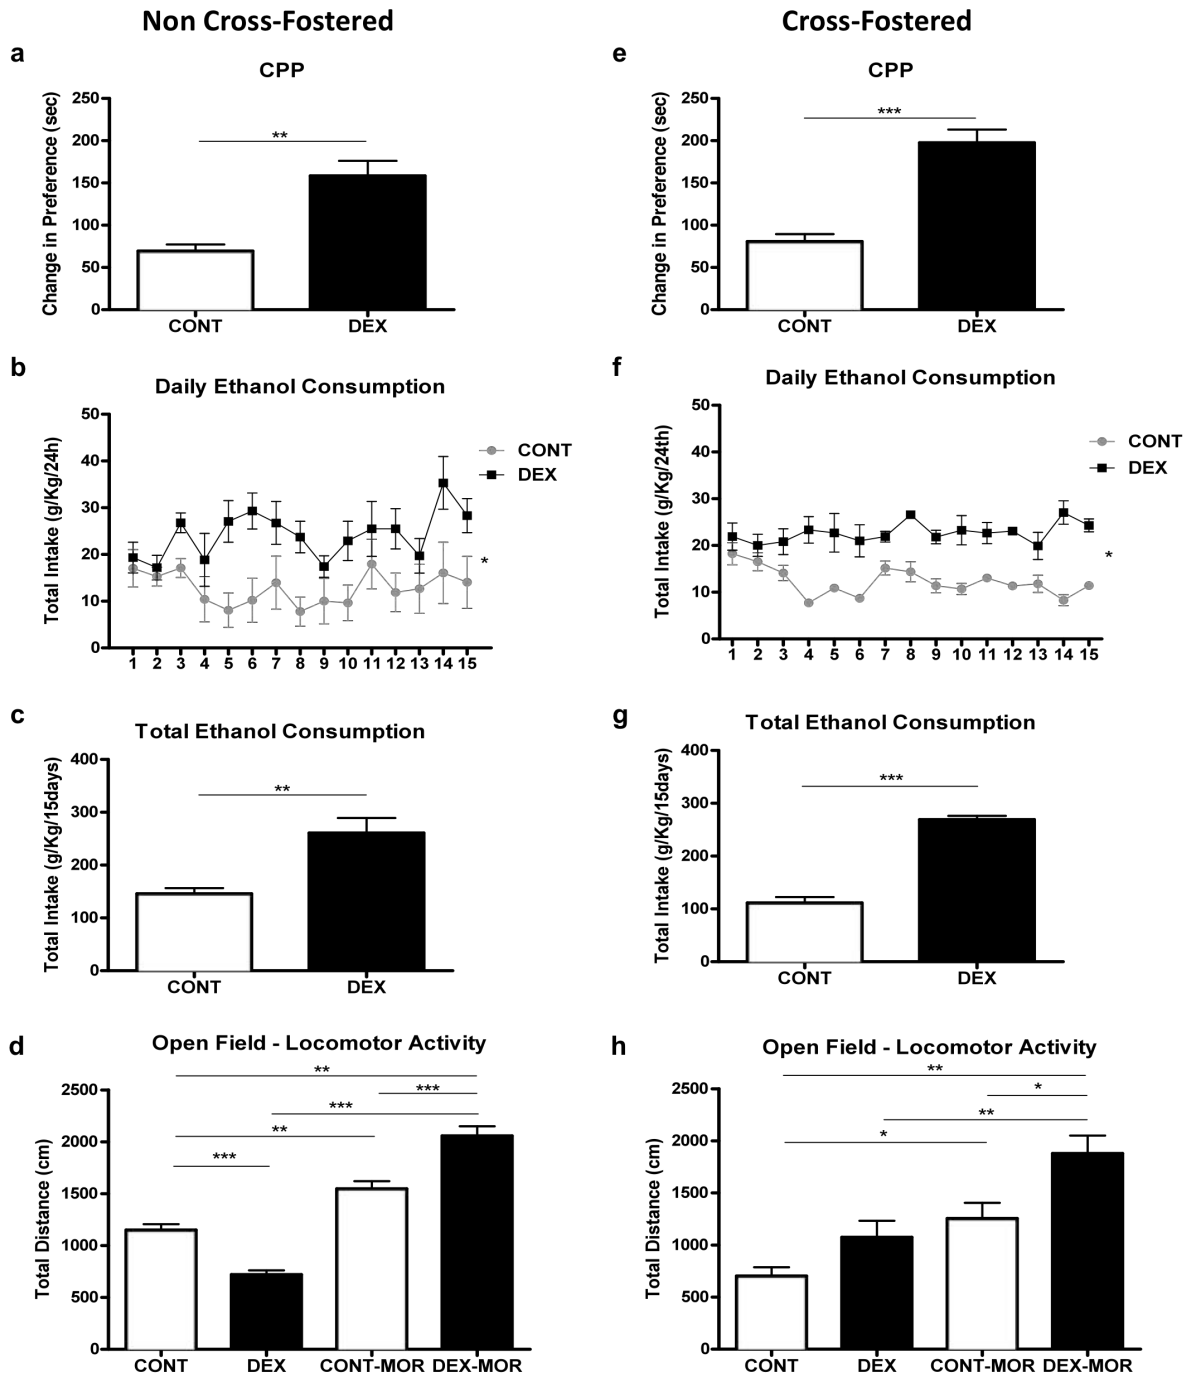 Non Cross-Fostered
Cross-Fostered
a
CPP
Change in Preference (sec)
250
200
150
100
50
0
**
CONT
DEX
e
CPP
Change in Preference (sec)
250
200
150
100
50
0
***
CONT
DEX
b
Daily Ethanol Consumption
Total Intake (g/Kg/24h)
50
40
30
20
10
0
1 2 3 4 5 6 7 8 9 10 11 12 13 14 15
CONT
DEX
*
f
Daily Ethanol Consumption
Total Intake (g/Kg/24th)
50
40
30
20
10
0
1 2 3 4 5 6 7 8 9 10 11 12 13 14 15
CONT
DEX
*
c
Total Ethanol Consumption
Total Intake (g/Kg/15days)
400
300
200
100
0
**
CONT
DEX
g
Total Ethanol Consumption
Total Intake (g/Kg/15days)
400
300
200
100
0
***
CONT
DEX
d
Open Field - Locomotor Activity
Total Distance (cm)
2500
2000
1500
1000
500
0
**
***
***
**
***
CONT DEX CONT-MOR DEX-MOR
h
Open Field - Locomotor Activity
Total Distance (cm)
2500
2000
1500
1000
500
0
**
*
**
*
CONT DEX CONT-MOR DEX-MOR